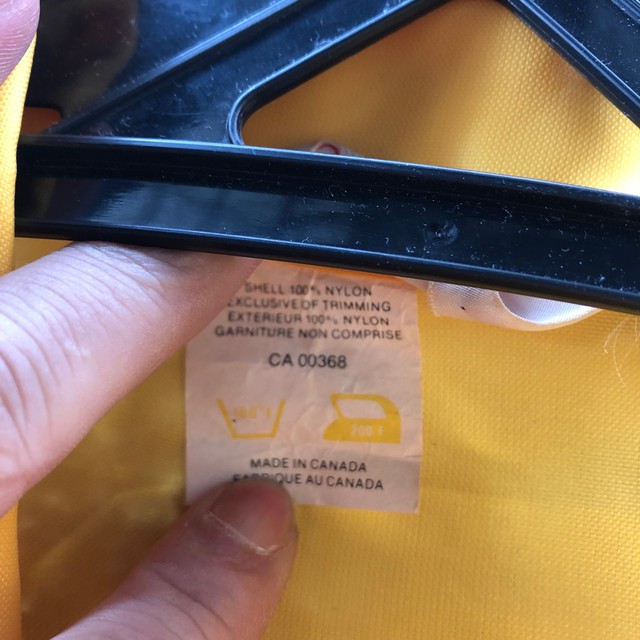 SHELL 100% NYLON
EXCLUSIVE OF TRIMMING
EXTERIEUR 100% NYLON
GARNITURE NON COMPRISE
CA 00368
MADE IN CANADA
FABRIQUE AU CANADA